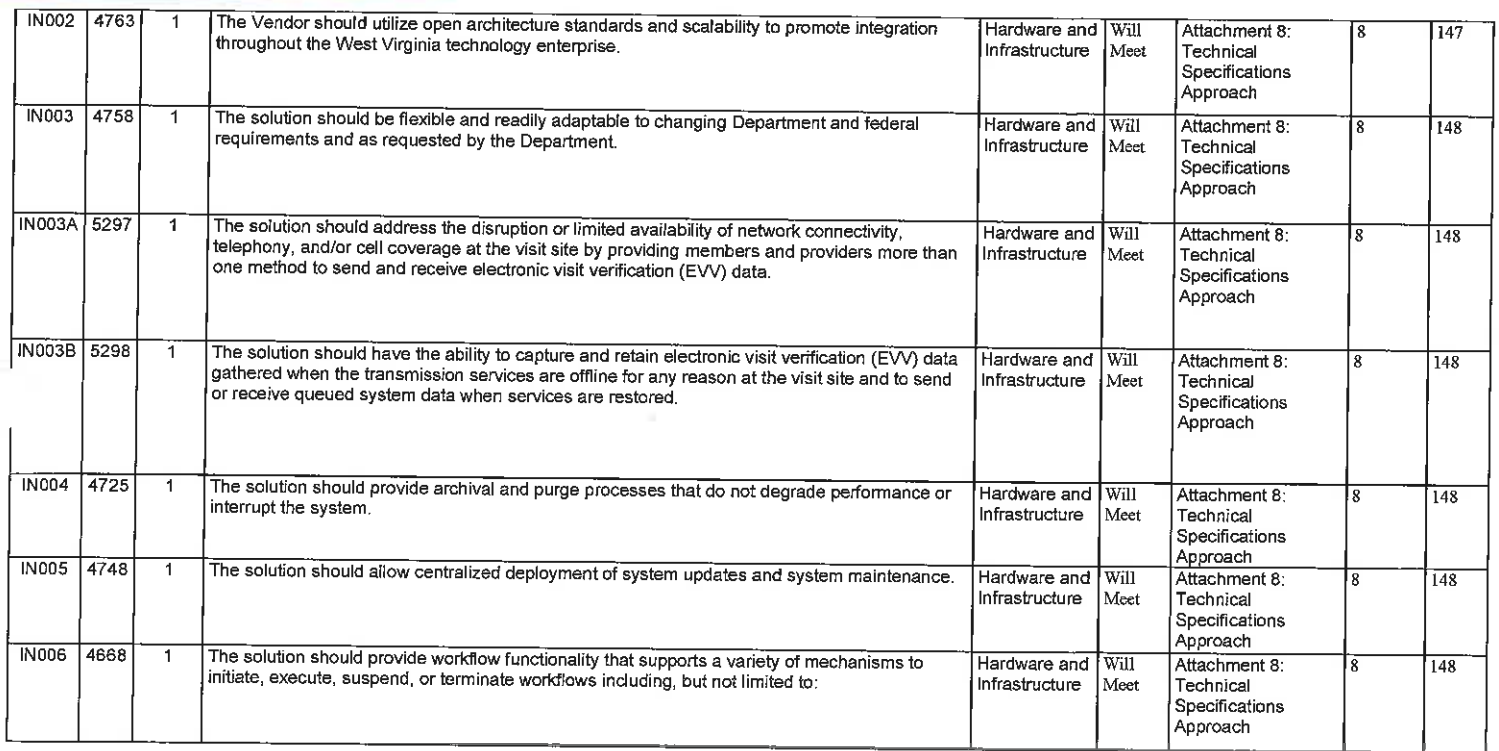 IN002 4763 1 The Vendor should utilize open architecture standards and scalability to promote integration Hardware and Will Attachment 8: 8 147
throughout the West Virginia technology enterprise. Infrastructure Meet Technical
Specifications
Approach
IN003 4758 1 The solution should be flexible and readily adaptable to changing Department and federal Hardware and Will Attachment 8: 8 148
requirements and as requested by the Department. Infrastructure Meet Technical
Specifications
Approach
IN003A 5297 1 The solution should address the disruption or limited availability of network connectivity, Hardware and Will Attachment 8: 8 148
telephony, and/or cell coverage at the visit site by providing members and providers more than Infrastructure Meet Technical
one method to send and receive electronic visit verification (EVV) data. Specifications
Approach
IN003B 5298 1 The solution should have the ability to capture and retain electronic visit verification (EVV) data Hardware and Will Attachment 8: 8 148
gathered when the transmission services are offline for any reason at the visit site and to send Infrastructure Meet Technical
or receive queued system data when services are restored. Specifications
Approach
IN004 4725 1 The solution should provide archival and purge processes that do not degrade performance or Hardware and Will Attachment 8: 8 148
interrupt the system. Infrastructure Meet Technical
Specifications
Approach
IN005 4748 1 The solution should allow centralized deployment of system updates and system maintenance. Hardware and Will Attachment 8: 8 148
Infrastructure Meet Technical
Specifications
Approach
IN006 4668 1 The solution should provide workflow functionality that supports a variety of mechanisms to Hardware and Will Attachment 8: 8 148
initiate, execute, suspend, or terminate workflows including, but not limited to: Infrastructure Meet Technical
Specifications
Approach